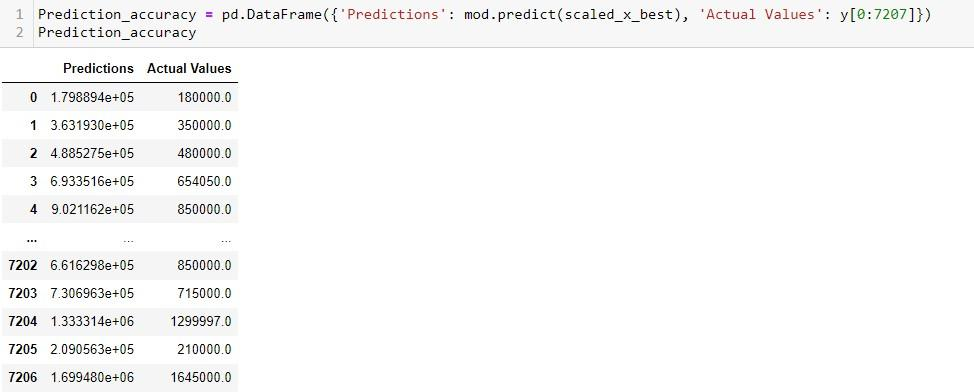 1 Prediction_accuracy = pd.DataFrame({'Predictions': mod.predict(scaled_x_best), 'Actual Values': y[0:7207]})
2 Prediction_accuracy
Predictions Actual Values
0 1.798894e+05 180000.0
1 3.631930e+05 350000.0
2 4.885275e+05 480000.0
3 6.933516e+05 654050.0
4 9.021162e+05 850000.0
... ... ...
7202 6.616298e+05 850000.0
7203 7.306963e+05 715000.0
7204 1.333314e+06 1299997.0
7205 2.090563e+05 210000.0
7206 1.699480e+06 1645000.0